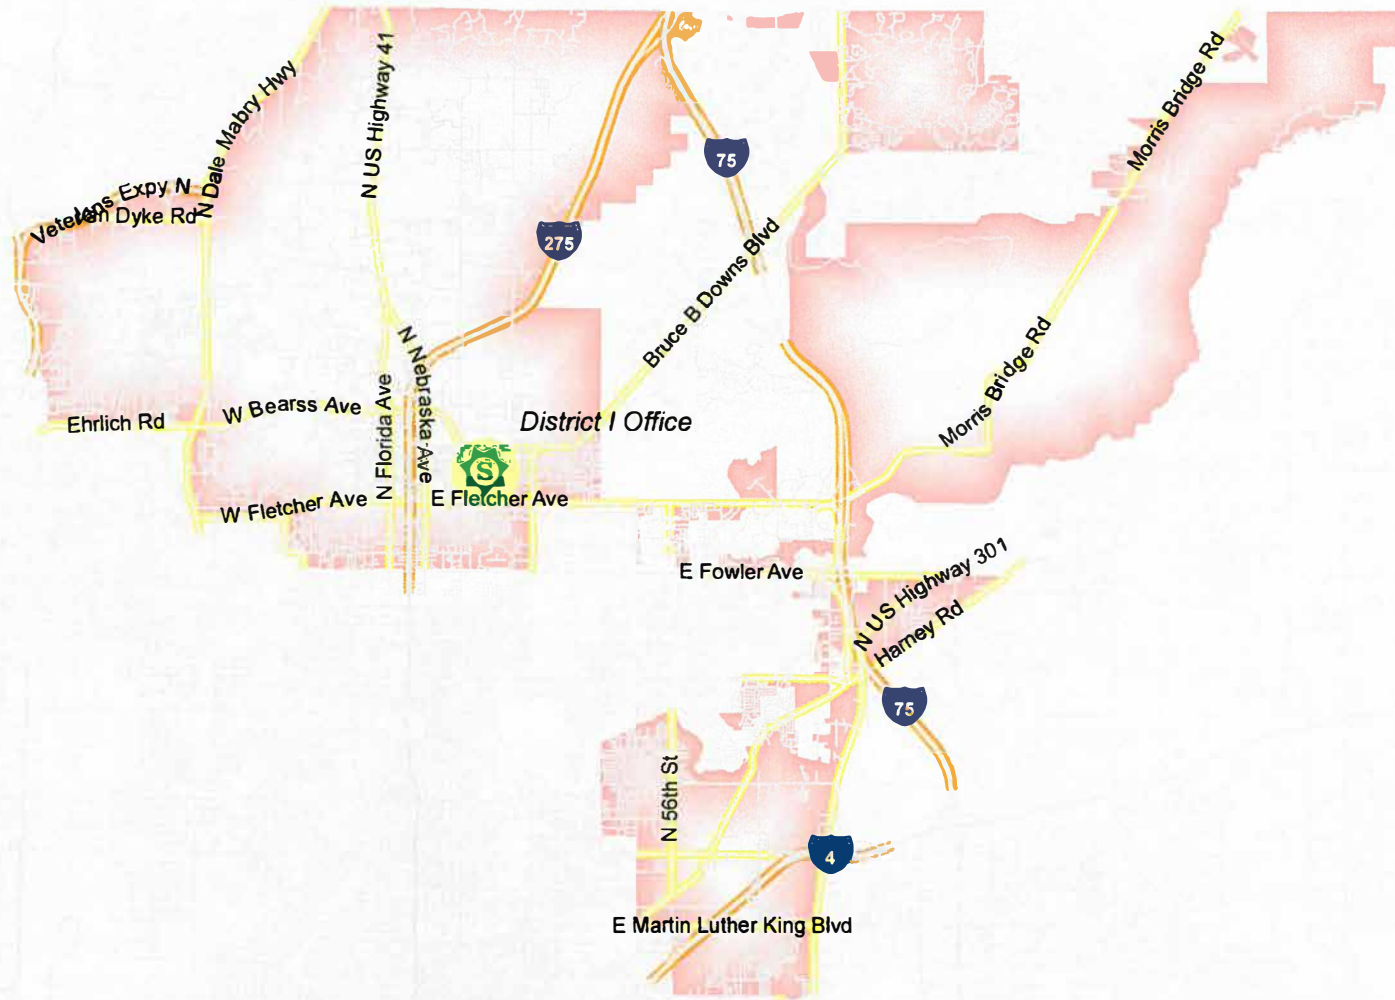 N US Highway 41
N Dale Mabry Hwy
Morris Bridge Rd
75
Veterans Expy N
Van Dyke Rd
275
Bruce B Downs Blvd
N Nebraska Ave
Morris Bridge Rd
W Bearss Ave
Ehrlich Rd
N Florida Ave
District I Office
S
W Fletcher Ave
E Fletcher Ave
E Fowler Ave
N US Highway 301
Harney Rd
75
N 56th St
4
E Martin Luther King Blvd